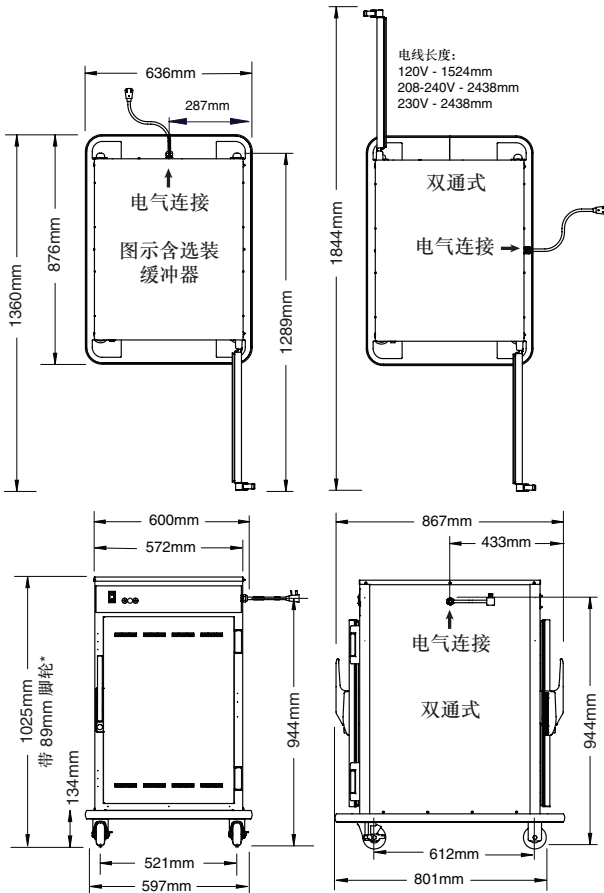 636mm
287mm
电气连接
图示含选装
缓冲器
876mm
1360mm
1289mm
电线长度：
120V - 1524mm
208-240V - 2438mm
230V - 2438mm
双通式
电气连接
1844mm
600mm
572mm
1025mm
带 89mm 脚轮*
134mm
944mm
521mm
597mm
867mm
433mm
电气连接
双通式
944mm
612mm
801mm